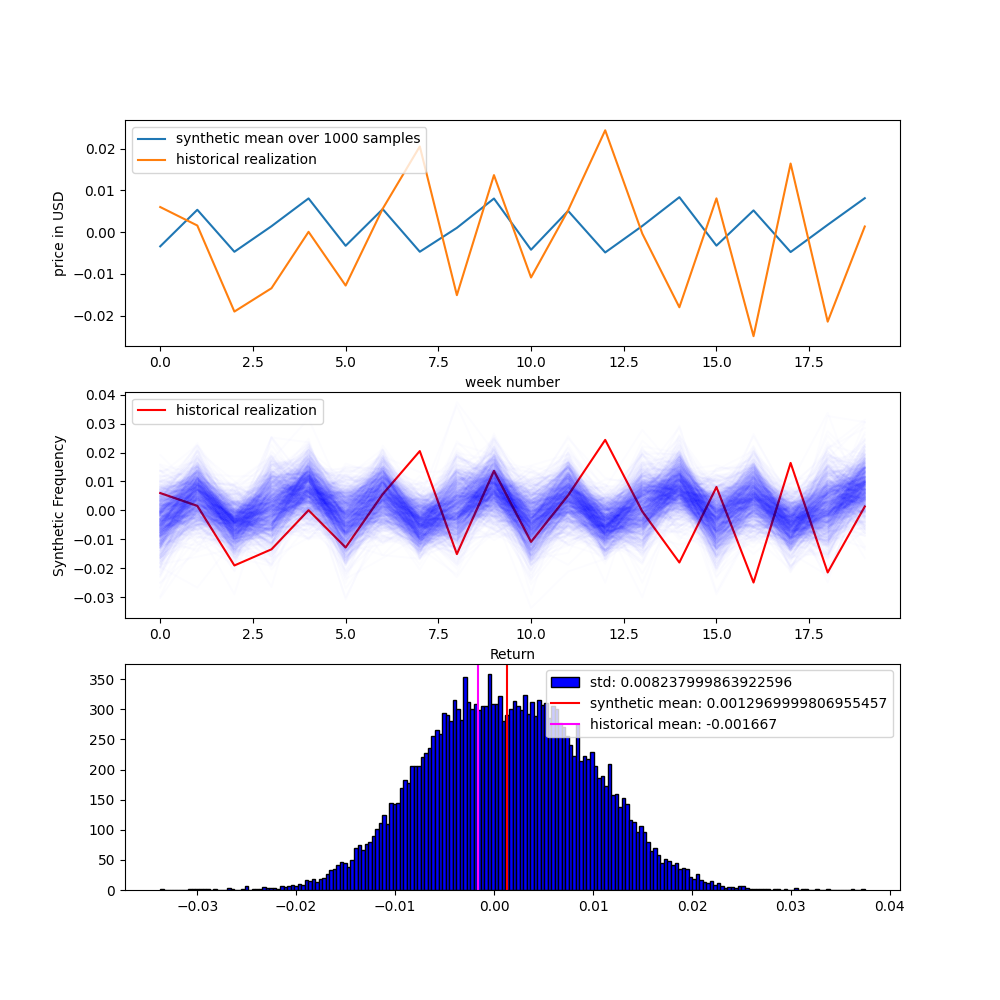 synthetic mean over 1000 samples
historical realization
price in USD
0.02
0.01
0.00
−0.01
−0.02
0.0 2.5 5.0 7.5 10.0 12.5 15.0 17.5
week number
historical realization
Synthetic Frequency
0.04
0.03
0.02
0.01
0.00
−0.01
−0.02
−0.03
0.0 2.5 5.0 7.5 10.0 12.5 15.0 17.5
Return
std: 0.008237999863922596
synthetic mean: 0.0012969999806955457
historical mean: -0.001667
350
300
250
200
150
100
50
0
−0.03 −0.02 −0.01 0.00 0.01 0.02 0.03 0.04